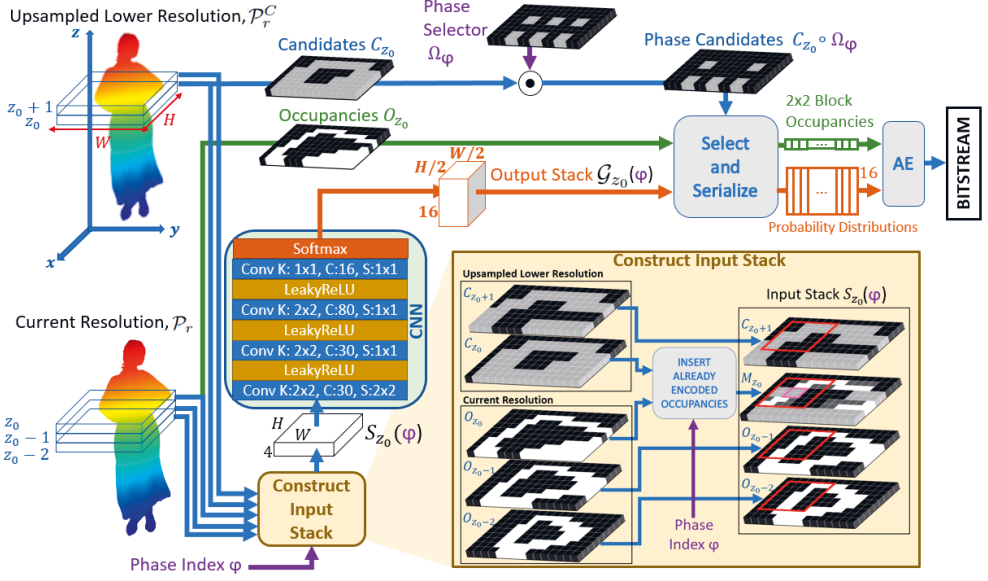 Upsampled Lower Resolution, 𝒫_r^C
z
z₀ + 1
z₀
H
W
x
y
Candidates C_{z₀}
Occupancies O_{z₀}
Phase
Selector
Ω_φ
Phase Candidates C_{z₀} ∘ Ω_φ
Select
and
Serialize
2x2 Block
Occupancies
...
16
...
Probability Distributions
AE
BITSTREAM
H/2
W/2
16
Output Stack 𝒢_{z₀}(φ)
Softmax
Conv K: 1x1, C:16, S:1x1
LeakyReLU
Conv K: 2x2, C:80, S:1x1
LeakyReLU
Conv K: 2x2, C:30, S:1x1
LeakyReLU
Conv K:2x2, C:30, S:2x2
CNN
Current Resolution, 𝒫_r
z₀
z₀ − 1
z₀ − 2
H
W
4
S_{z₀}(φ)
Construct
Input
Stack
Phase Index φ
Construct Input Stack
Upsampled Lower Resolution
C_{z₀+1}
C_{z₀}
Current Resolution
O_{z₀}
O_{z₀−1}
O_{z₀−2}
INSERT
ALREADY
ENCODED
OCCUPANCIES
Phase
Index φ
Input Stack S_{z₀}(φ)
C_{z₀+1}
M_{z₀}
O_{z₀−1}
O_{z₀−2}